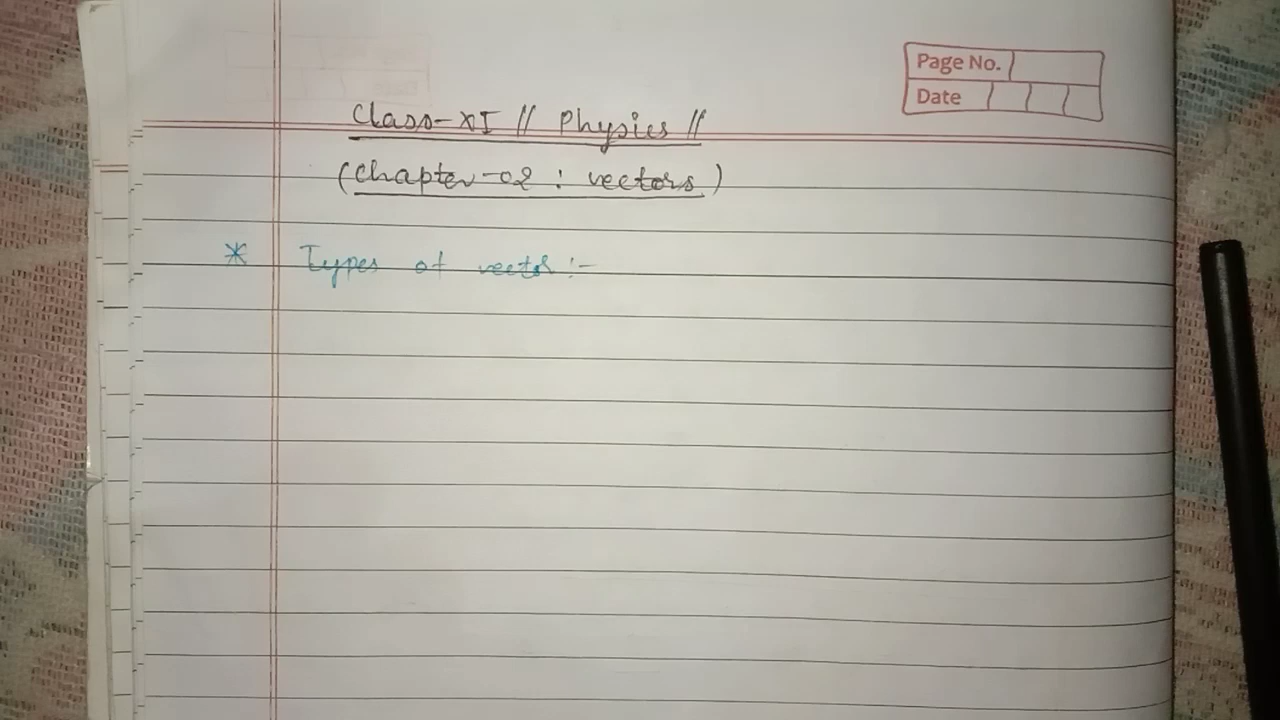 Page No.
Date
Class-XI // Physics //
(Chapter-02 : vectors)
* Types of vector :-